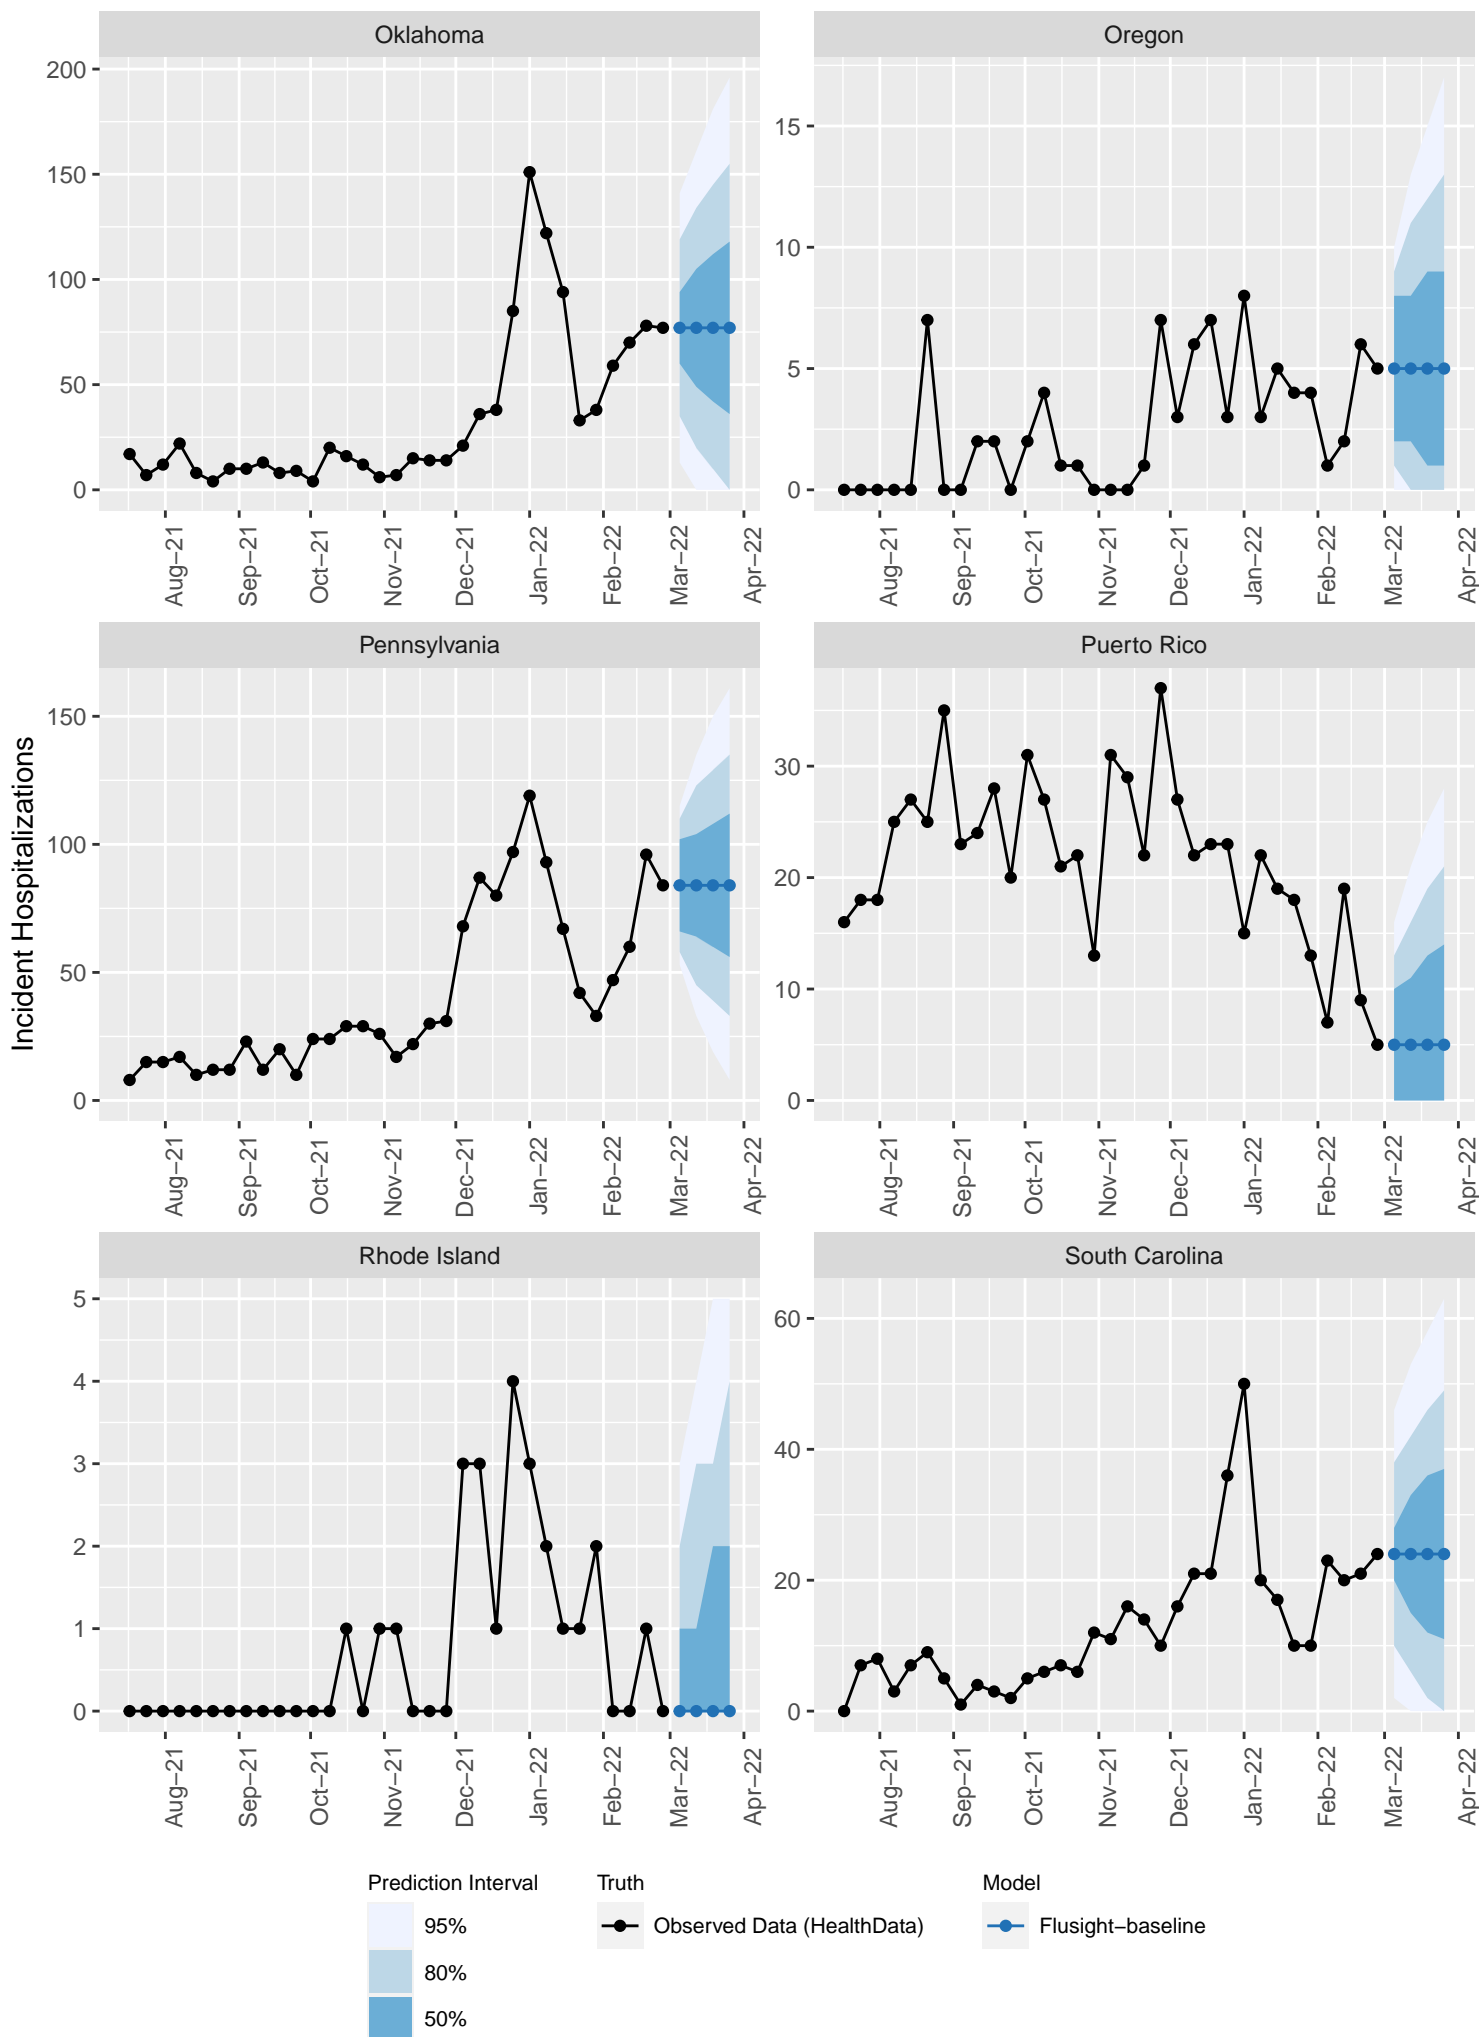 Incident Hospitalizations
Oklahoma
200
150
100
50
0
Aug−21
Sep−21
Oct−21
Nov−21
Dec−21
Jan−22
Feb−22
Mar−22
Apr−22
Oregon
15
10
5
0
Aug−21
Sep−21
Oct−21
Nov−21
Dec−21
Jan−22
Feb−22
Mar−22
Apr−22
Pennsylvania
150
100
50
0
Aug−21
Sep−21
Oct−21
Nov−21
Dec−21
Jan−22
Feb−22
Mar−22
Apr−22
Puerto Rico
30
20
10
0
Aug−21
Sep−21
Oct−21
Nov−21
Dec−21
Jan−22
Feb−22
Mar−22
Apr−22
Rhode Island
5
4
3
2
1
0
Aug−21
Sep−21
Oct−21
Nov−21
Dec−21
Jan−22
Feb−22
Mar−22
Apr−22
South Carolina
60
40
20
0
Aug−21
Sep−21
Oct−21
Nov−21
Dec−21
Jan−22
Feb−22
Mar−22
Apr−22
Prediction Interval
95%
80%
50%
Truth
Observed Data (HealthData)
Model
Flusight−baseline